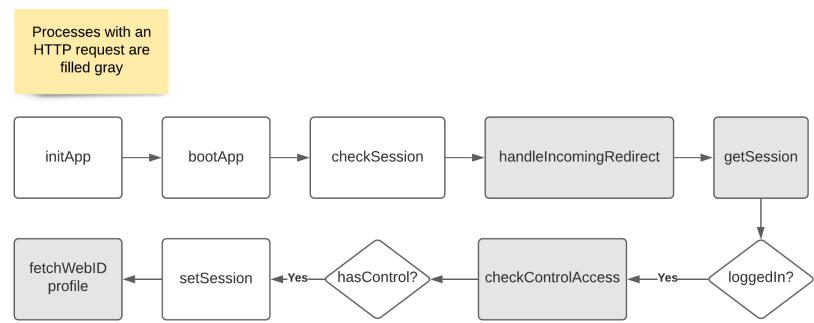 Processes with an
HTTP request are
filled gray
initApp
bootApp
checkSession
handleIncomingRedirect
getSession
loggedIn?
Yes
checkControlAccess
hasControl?
Yes
setSession
fetchWebID
profile